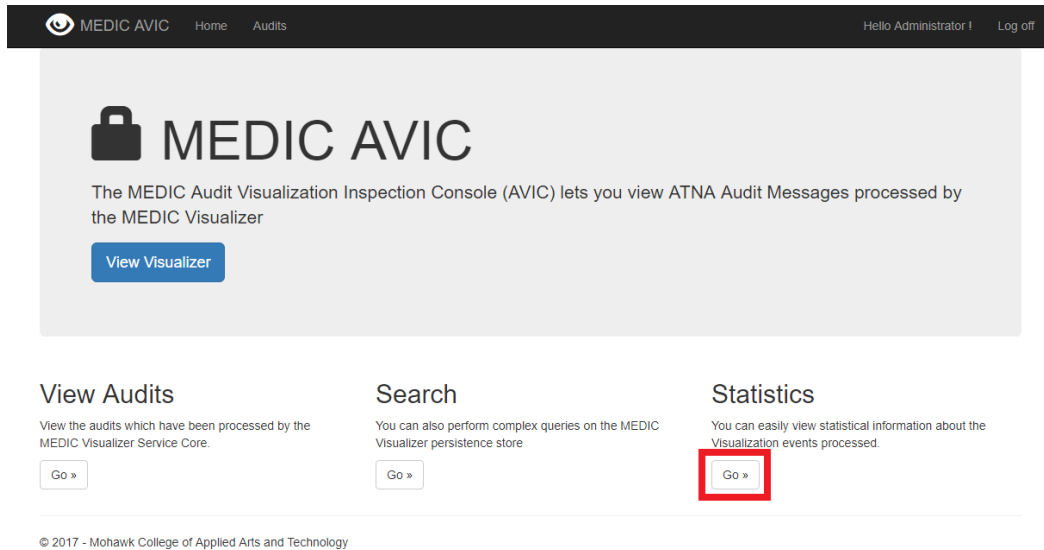 MEDIC AVIC Home Audits Hello Administrator ! Log off
MEDIC AVIC
The MEDIC Audit Visualization Inspection Console (AVIC) lets you view ATNA Audit Messages processed by
the MEDIC Visualizer
View Visualizer
View Audits
View the audits which have been processed by the
MEDIC Visualizer Service Core.
Go »
Search
You can also perform complex queries on the MEDIC
Visualizer persistence store
Go »
Statistics
You can easily view statistical information about the
Visualization events processed.
Go »
© 2017 - Mohawk College of Applied Arts and Technology